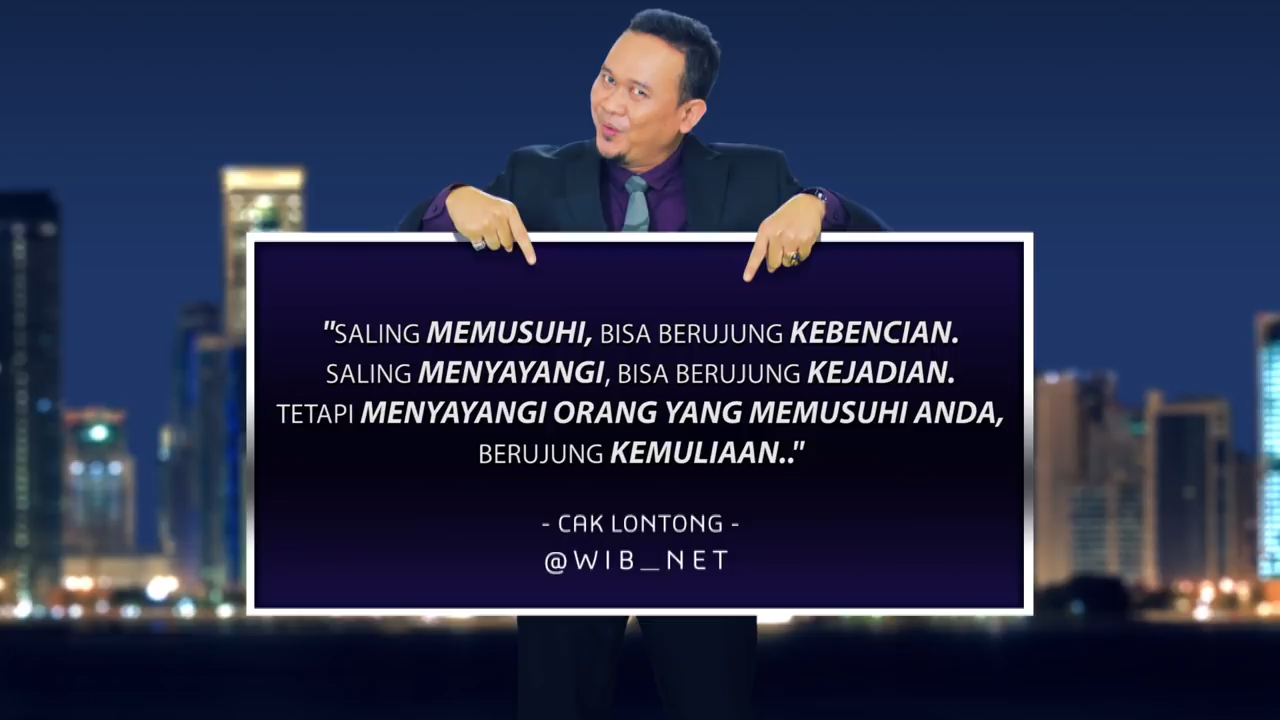 "SALING MEMUSUHI, BISA BERUJUNG KEBENCIAN.
SALING MENYAYANGI, BISA BERUJUNG KEJADIAN.
TETAPI MENYAYANGI ORANG YANG MEMUSUHI ANDA,
BERUJUNG KEMULIAAN.."
- CAK LONTONG -
@WIB_NET